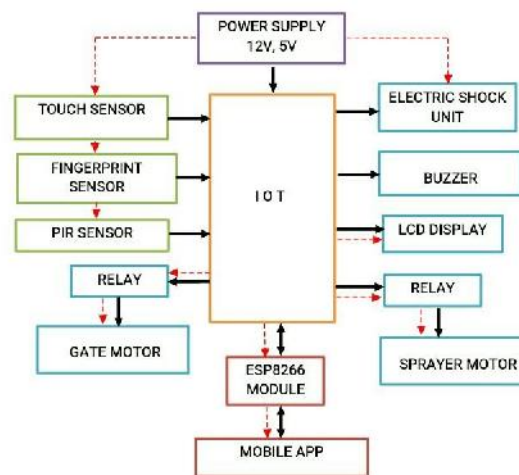 POWER SUPPLY
12V, 5V
TOUCH SENSOR
ELECTRIC SHOCK
UNIT
FINGERPRINT
SENSOR
I O T
BUZZER
PIR SENSOR
LCD DISPLAY
RELAY
RELAY
GATE MOTOR
SPRAYER MOTOR
ESP8266
MODULE
MOBILE APP